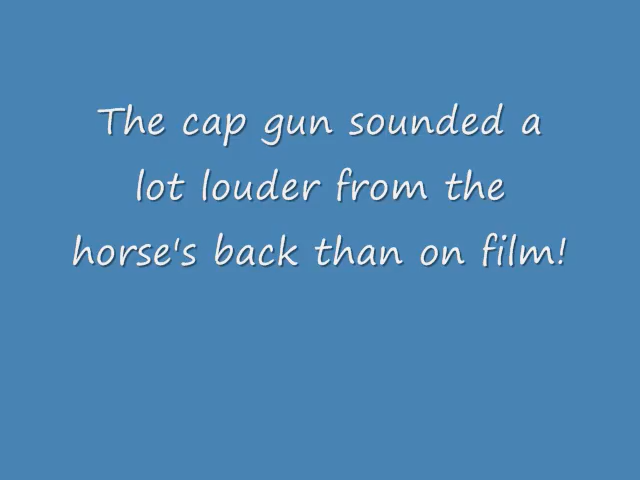 The cap gun sounded a
lot louder from the
horse's back than on film!